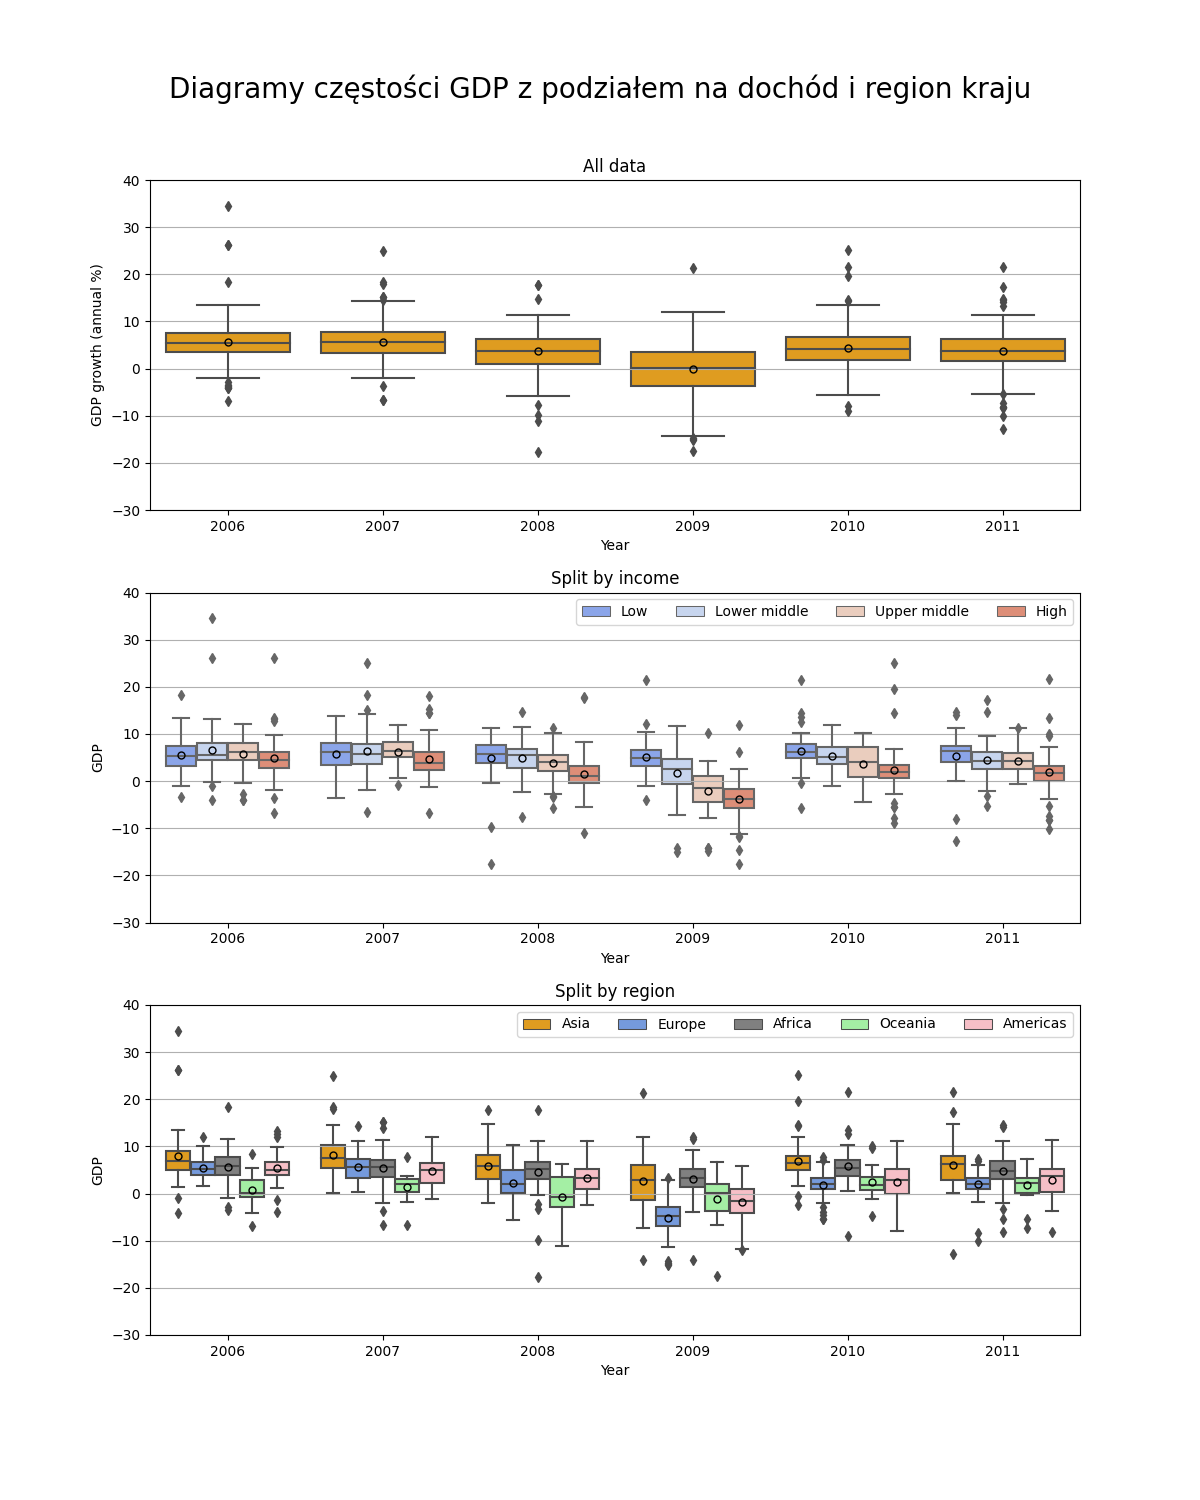 Diagramy częstości GDP z podziałem na dochód i region kraju
All data
40
30
20
10
0
−10
−20
−30
GDP growth (annual %)
2006 2007 2008 2009 2010 2011
Year
Split by income
Low Lower middle Upper middle High
40
30
20
10
0
−10
−20
−30
GDP
2006 2007 2008 2009 2010 2011
Year
Split by region
Asia Europe Africa Oceania Americas
40
30
20
10
0
−10
−20
−30
GDP
2006 2007 2008 2009 2010 2011
Year